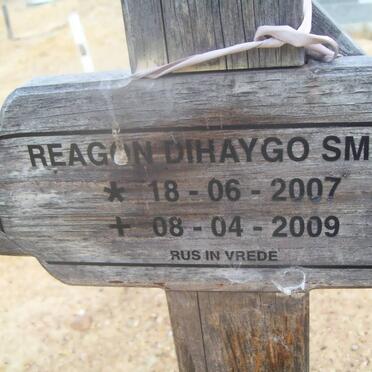 REAGON DIHAYGO SM
* 18 - 06 - 2007
+ 08 - 04 - 2009
RUS IN VREDE